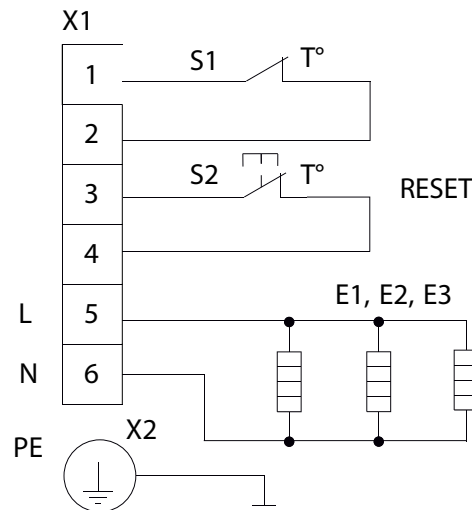 X1
1 S1 T°
2
3 S2 T° RESET
4
E1, E2, E3
L 5
N 6
PE X2